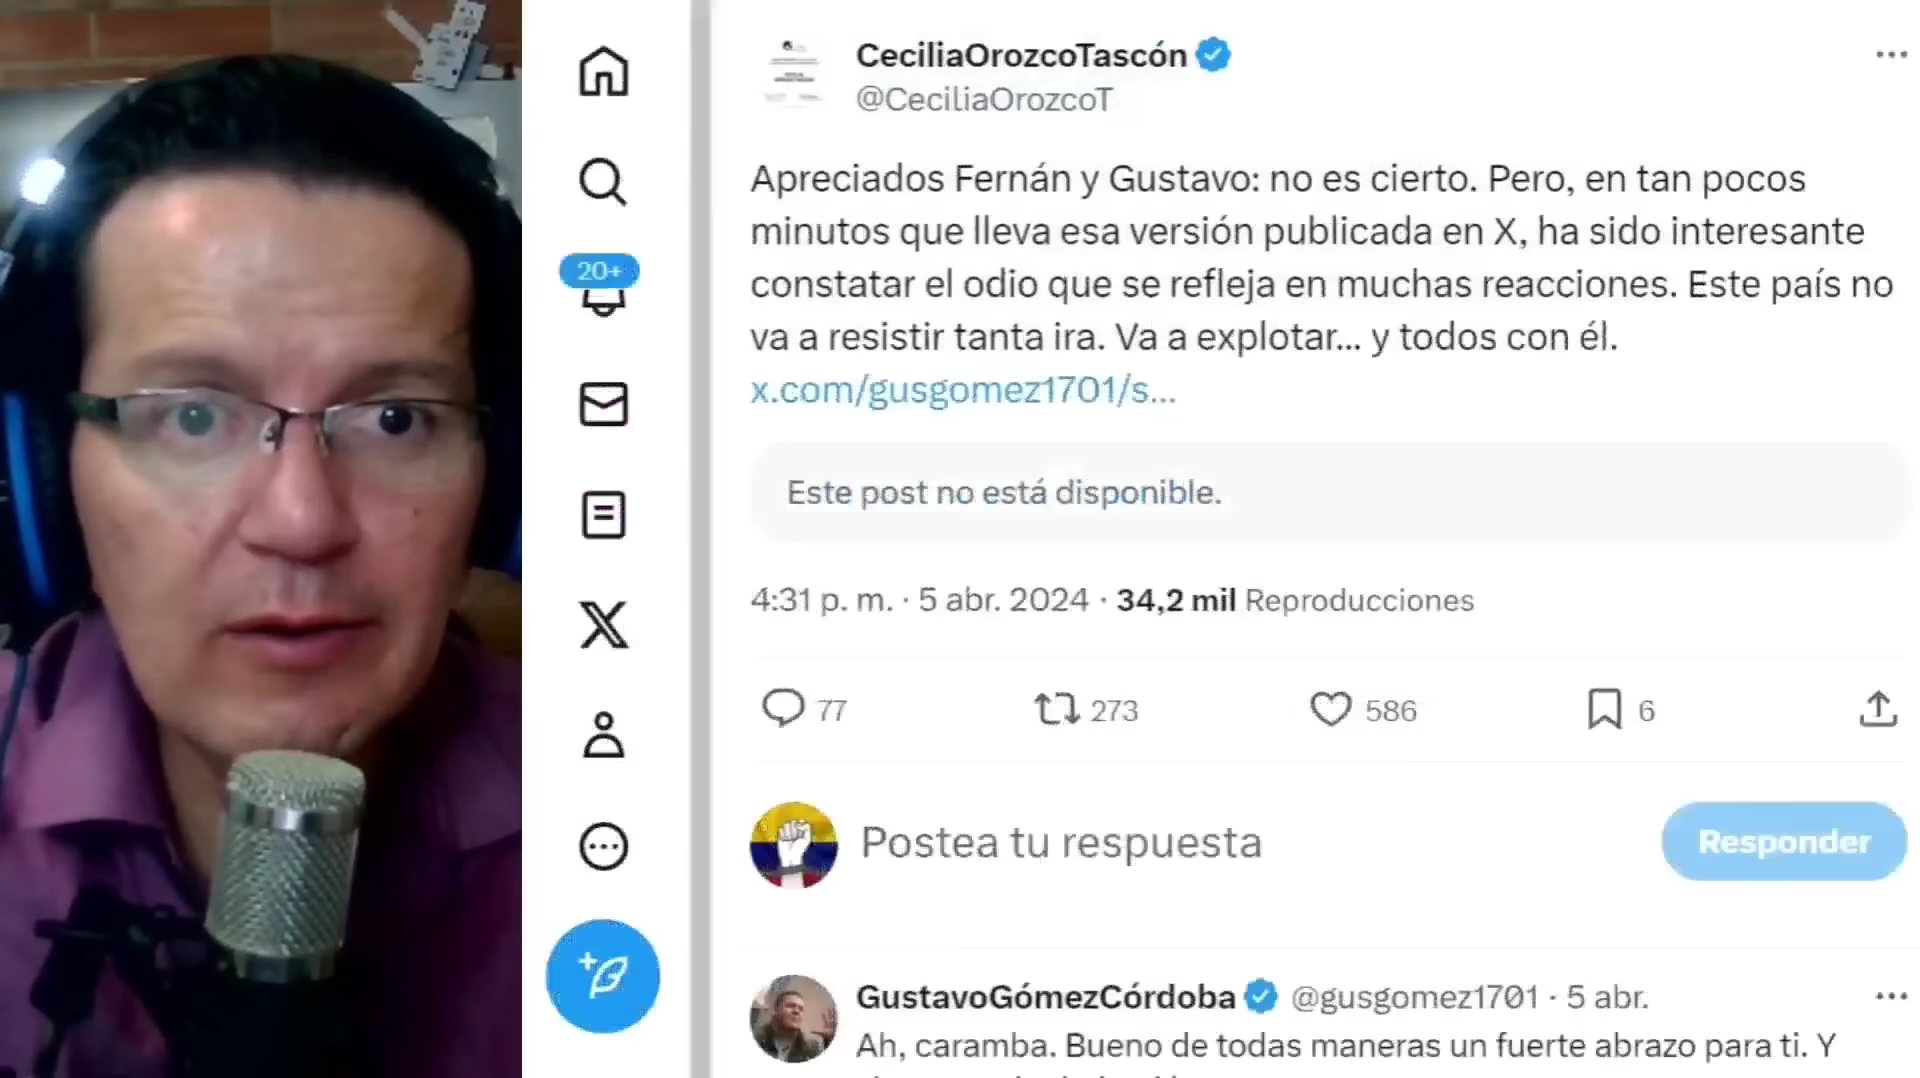 CeciliaOrozcoTascón
@CeciliaOrozcoT
Apreciados Fernán y Gustavo: no es cierto. Pero, en tan pocos
minutos que lleva esa versión publicada en X, ha sido interesante
constatar el odio que se refleja en muchas reacciones. Este país no
va a resistir tanta ira. Va a explotar... y todos con él.
x.com/gusgomez1701/s...
Este post no está disponible.
4:31 p. m. · 5 abr. 2024 · 34,2 mil Reproducciones
77 273 586 6
Postea tu respuesta
Responder
GustavoGómezCórdoba @gusgomez1701 · 5 abr.
Ah, caramba. Bueno de todas maneras un fuerte abrazo para ti. Y
20+